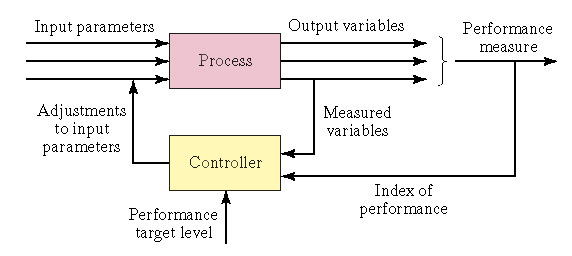 Input parameters
Output variables
Performance
measure
Process
Adjustments
to input
parameters
Measured
variables
Controller
Index of
performance
Performance
target level